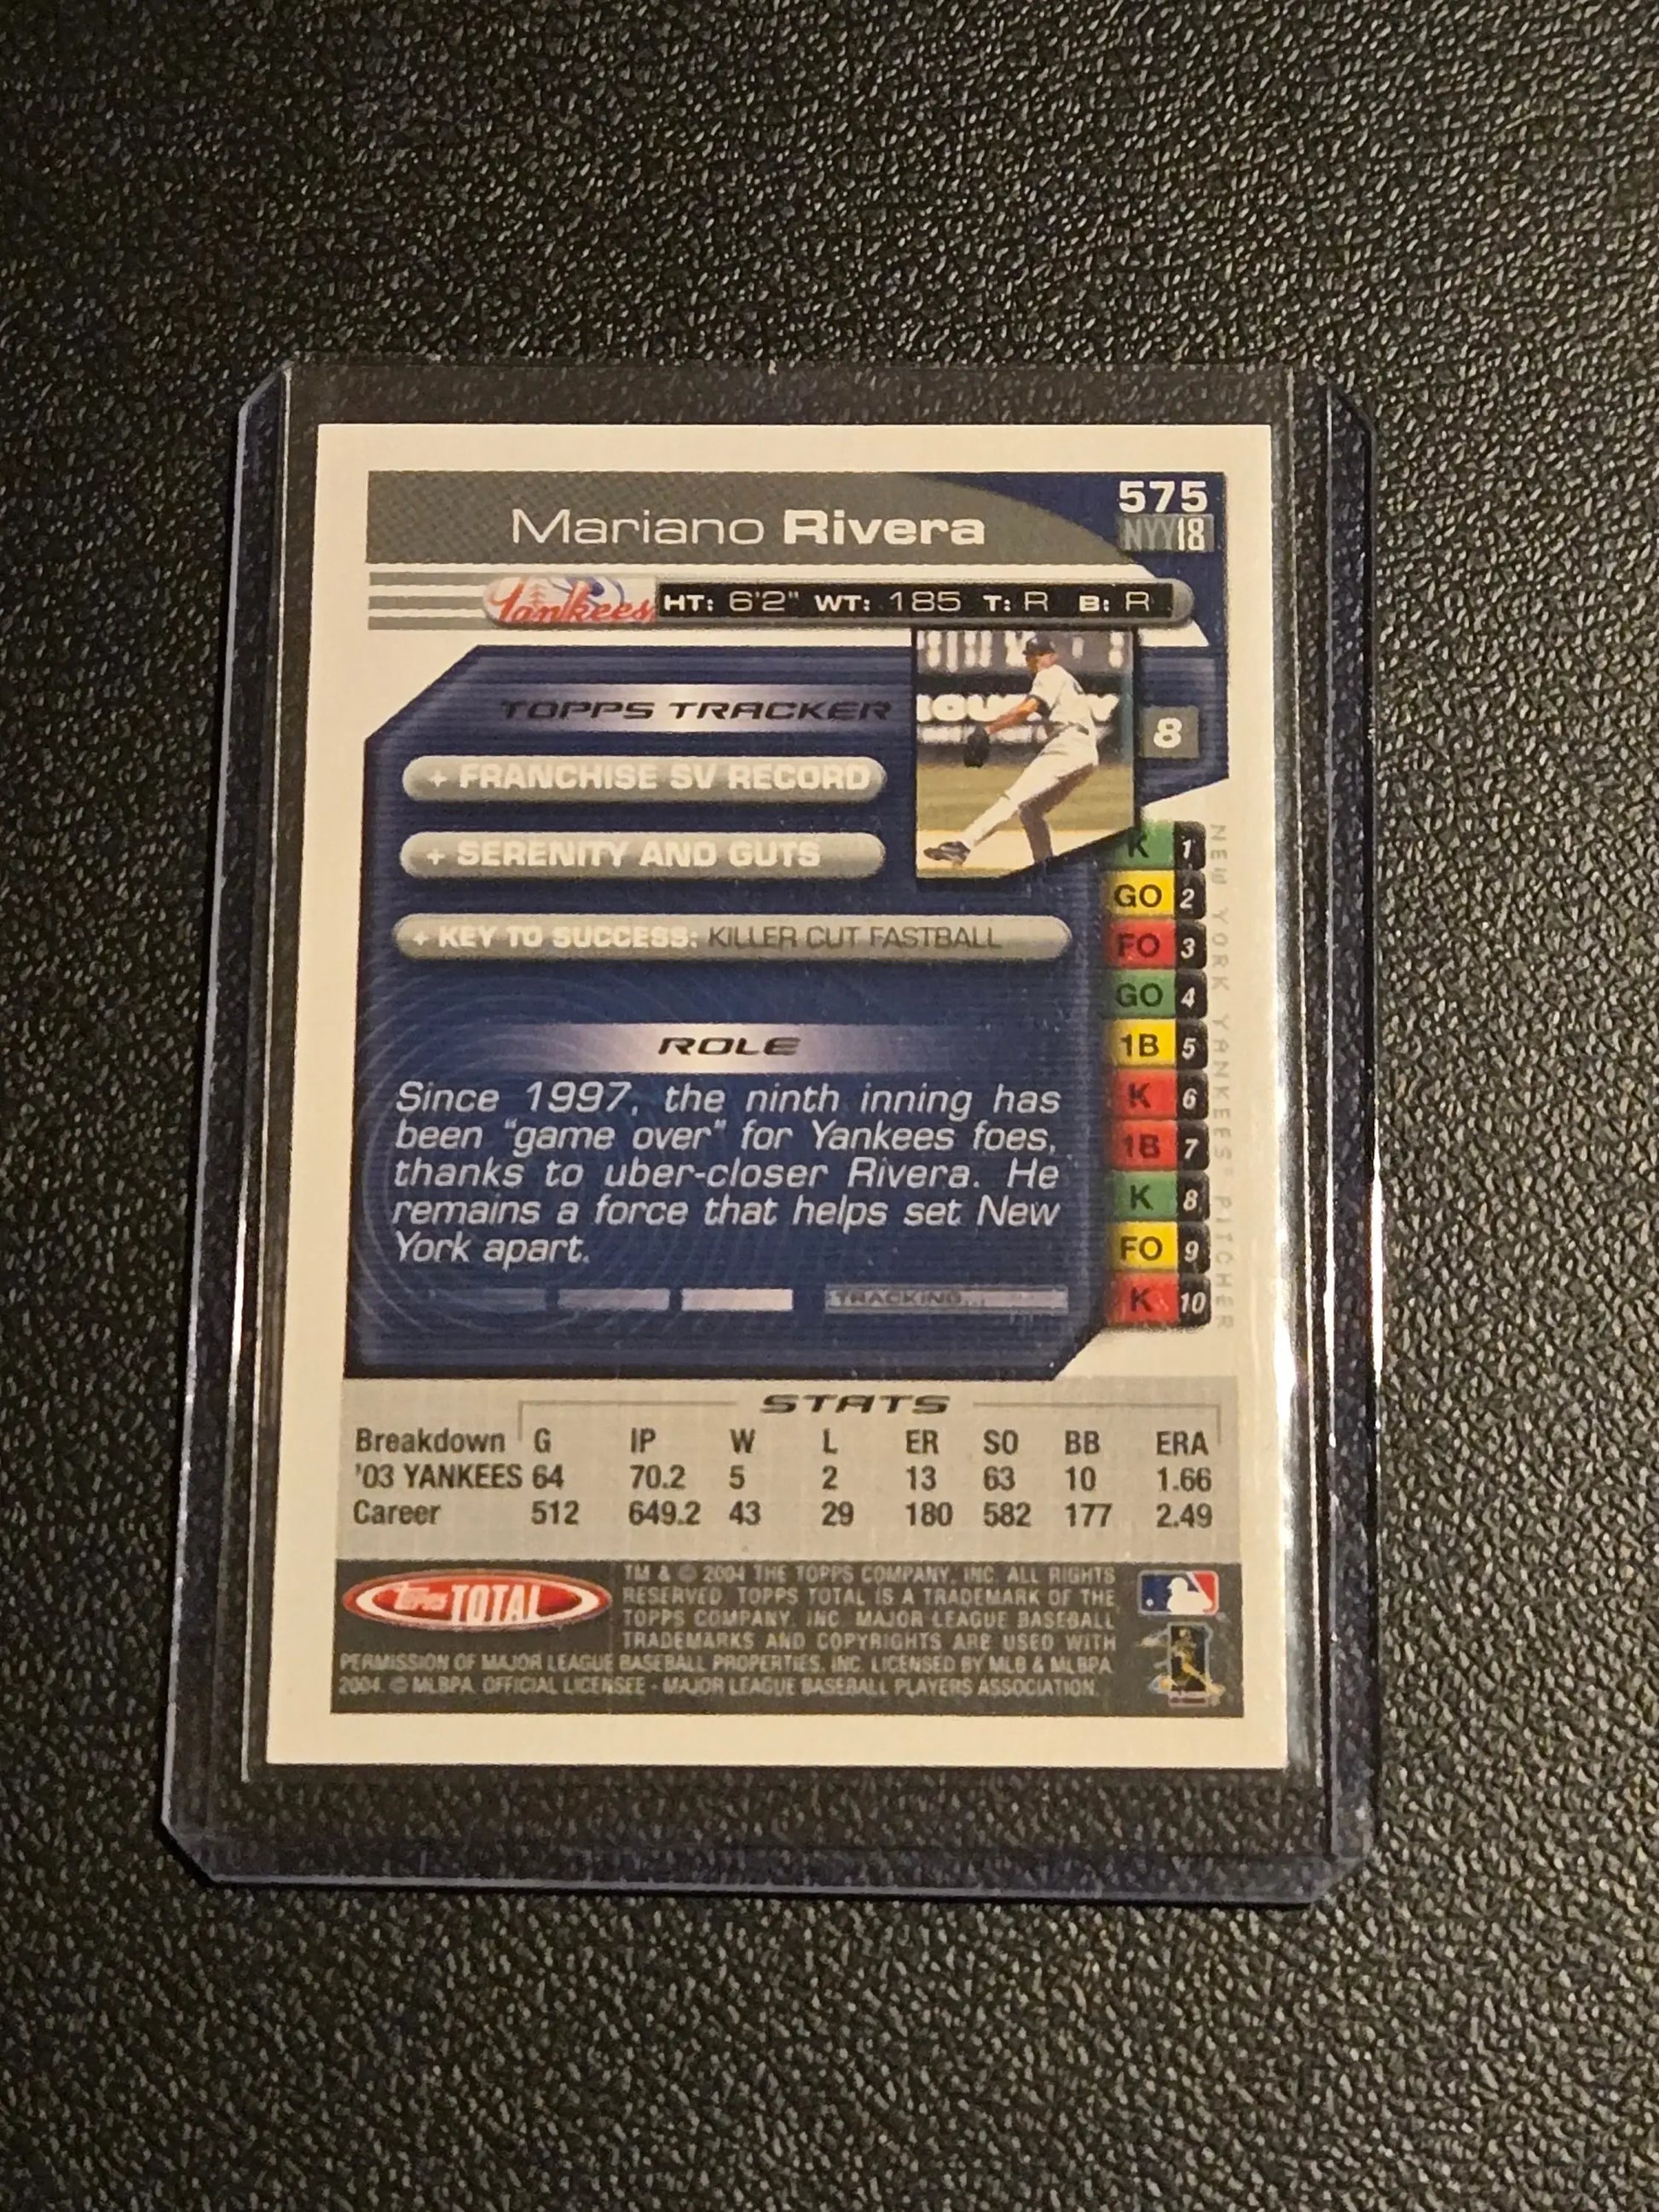 575
Mariano Rivera
NYY18
Yankees HT: 6'2" WT: 185 T: R B: R
TOPPS TRACKER
8
+ FRANCHISE SV RECORD
+ SERENITY AND GUTS
+ KEY TO SUCCESS: KILLER CUT FASTBALL
K 1
GO 2
FO 3
GO 4
1B 5
K 6
1B 7
K 8
FO 9
K 10
NEW YORK YANKEES® PITCHER
ROLE
Since 1997, the ninth inning has
been "game over" for Yankees foes,
thanks to uber-closer Rivera. He
remains a force that helps set New
York apart.
TRACKING...
STATS
Breakdown G IP W L ER SO BB ERA
'03 YANKEES 64 70.2 5 2 13 63 10 1.66
Career 512 649.2 43 29 180 582 177 2.49
Topps TOTAL
TM & © 2004 THE TOPPS COMPANY, INC. ALL RIGHTS
RESERVED. TOPPS TOTAL IS A TRADEMARK OF THE
TOPPS COMPANY, INC. MAJOR LEAGUE BASEBALL
TRADEMARKS AND COPYRIGHTS ARE USED WITH
PERMISSION OF MAJOR LEAGUE BASEBALL PROPERTIES, INC. LICENSED BY MLB & MLBPA
2004. © MLBPA. OFFICIAL LICENSEE - MAJOR LEAGUE BASEBALL PLAYERS ASSOCIATION.